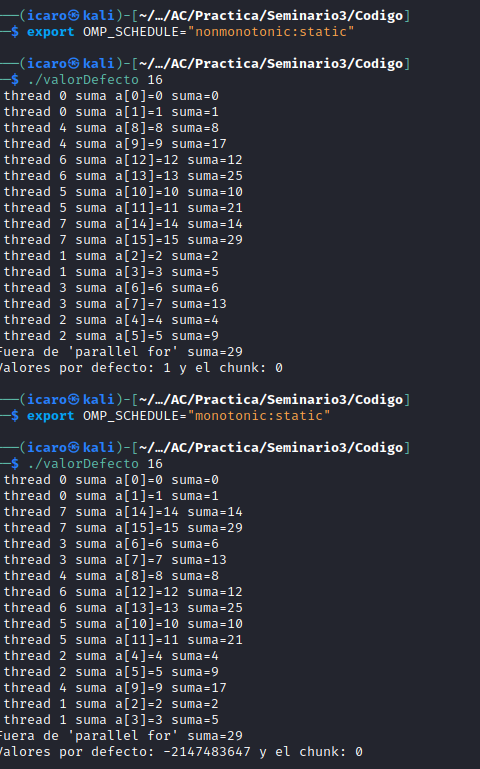 ──(icaro㉿kali)-[~/…/AC/Practica/Seminario3/Codigo]
─$ export OMP_SCHEDULE="nonmonotonic:static"
──(icaro㉿kali)-[~/…/AC/Practica/Seminario3/Codigo]
─$ ./valorDefecto 16
thread 0 suma a[0]=0 suma=0
thread 0 suma a[1]=1 suma=1
thread 4 suma a[8]=8 suma=8
thread 4 suma a[9]=9 suma=17
thread 6 suma a[12]=12 suma=12
thread 6 suma a[13]=13 suma=25
thread 5 suma a[10]=10 suma=10
thread 5 suma a[11]=11 suma=21
thread 7 suma a[14]=14 suma=14
thread 7 suma a[15]=15 suma=29
thread 1 suma a[2]=2 suma=2
thread 1 suma a[3]=3 suma=5
thread 3 suma a[6]=6 suma=6
thread 3 suma a[7]=7 suma=13
thread 2 suma a[4]=4 suma=4
thread 2 suma a[5]=5 suma=9
Fuera de 'parallel for' suma=29
Valores por defecto: 1 y el chunk: 0
──(icaro㉿kali)-[~/…/AC/Practica/Seminario3/Codigo]
─$ export OMP_SCHEDULE="monotonic:static"
──(icaro㉿kali)-[~/…/AC/Practica/Seminario3/Codigo]
─$ ./valorDefecto 16
thread 0 suma a[0]=0 suma=0
thread 0 suma a[1]=1 suma=1
thread 7 suma a[14]=14 suma=14
thread 7 suma a[15]=15 suma=29
thread 3 suma a[6]=6 suma=6
thread 3 suma a[7]=7 suma=13
thread 4 suma a[8]=8 suma=8
thread 6 suma a[12]=12 suma=12
thread 6 suma a[13]=13 suma=25
thread 5 suma a[10]=10 suma=10
thread 5 suma a[11]=11 suma=21
thread 2 suma a[4]=4 suma=4
thread 2 suma a[5]=5 suma=9
thread 4 suma a[9]=9 suma=17
thread 1 suma a[2]=2 suma=2
thread 1 suma a[3]=3 suma=5
Fuera de 'parallel for' suma=29
Valores por defecto: -2147483647 y el chunk: 0